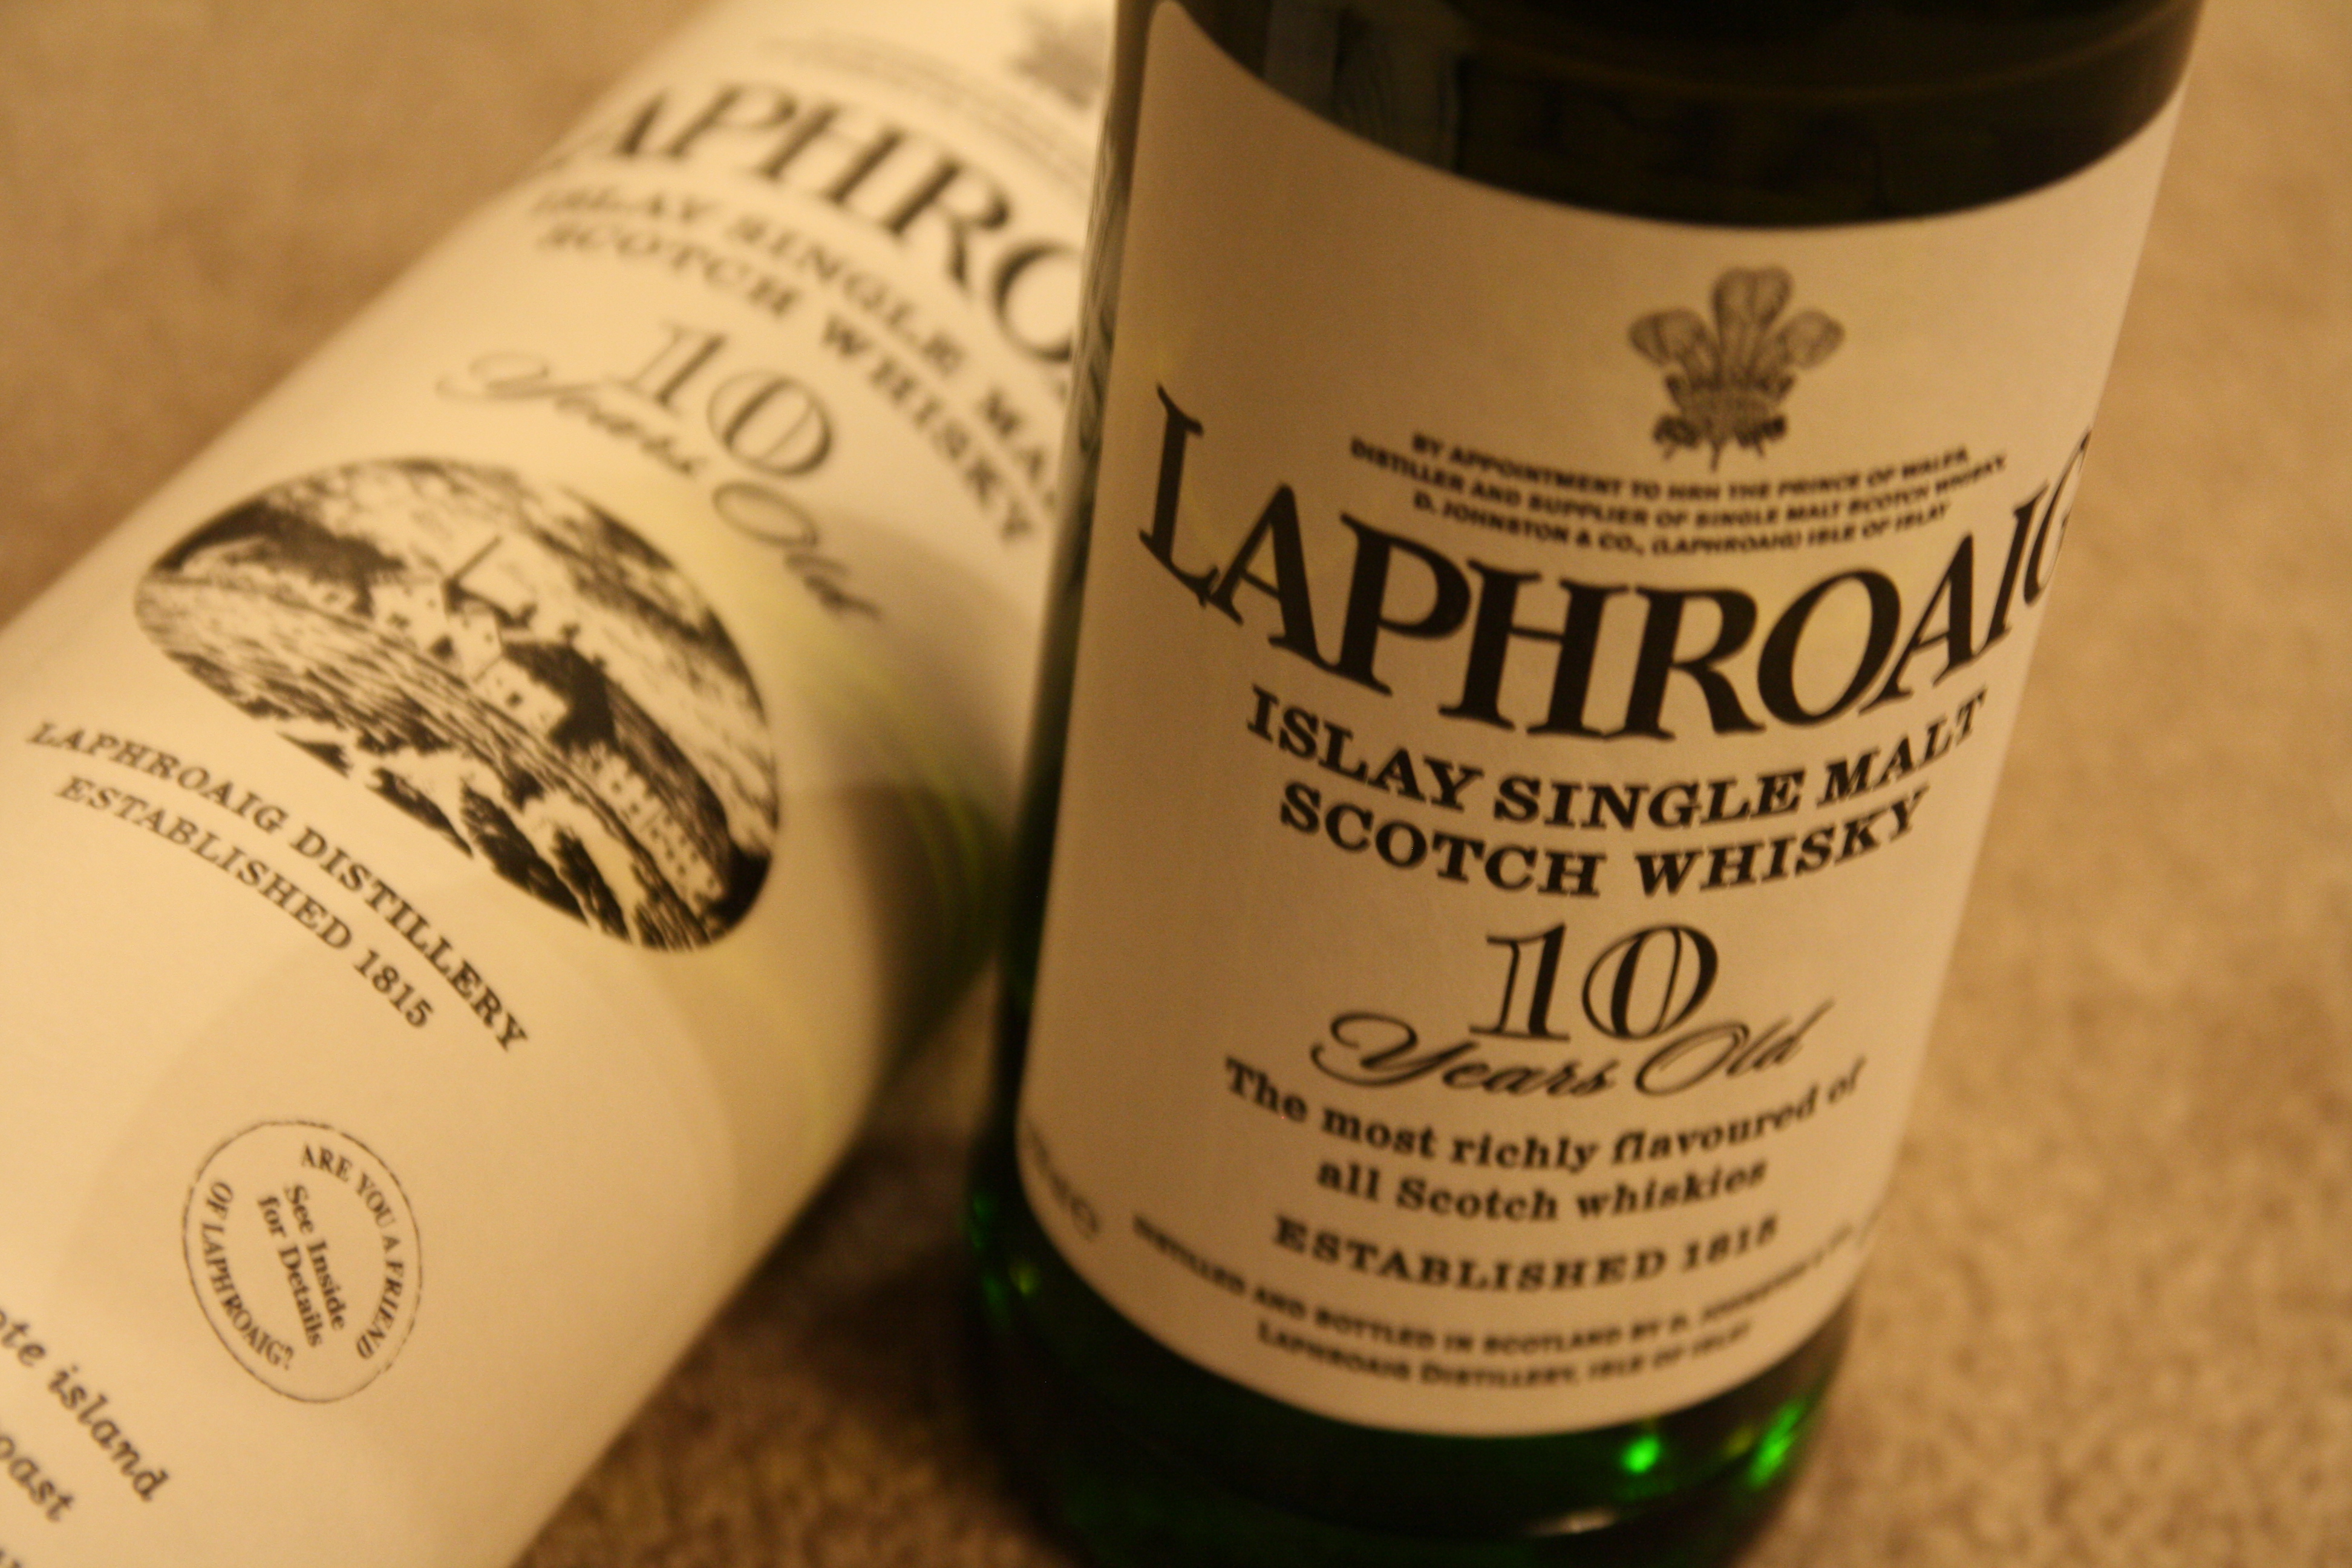 APHRO
ISLAY SINGLE MA
SCOTCH WHISKY
10
Years Old
LAPHROAIG DISTILLERY
ESTABLISHED 1815
ARE YOU A FRIEND
OF LAPHROAIG?
See Inside
for Details
ote island
oast
BY APPOINTMENT TO HRH THE PRINCE OF WALES,
DISTILLER AND SUPPLIER OF SINGLE MALT SCOTCH WHISKY,
D. JOHNSTON & CO., (LAPHROAIG) ISLE OF ISLAY
LAPHROAIG
ISLAY SINGLE MALT
SCOTCH WHISKY
10
Years Old
The most richly flavoured of
all Scotch whiskies
ESTABLISHED 1815
DISTILLED AND BOTTLED IN SCOTLAND BY D. JOHNSTON & CO.,
LAPHROAIG DISTILLERY, ISLE OF ISLAY